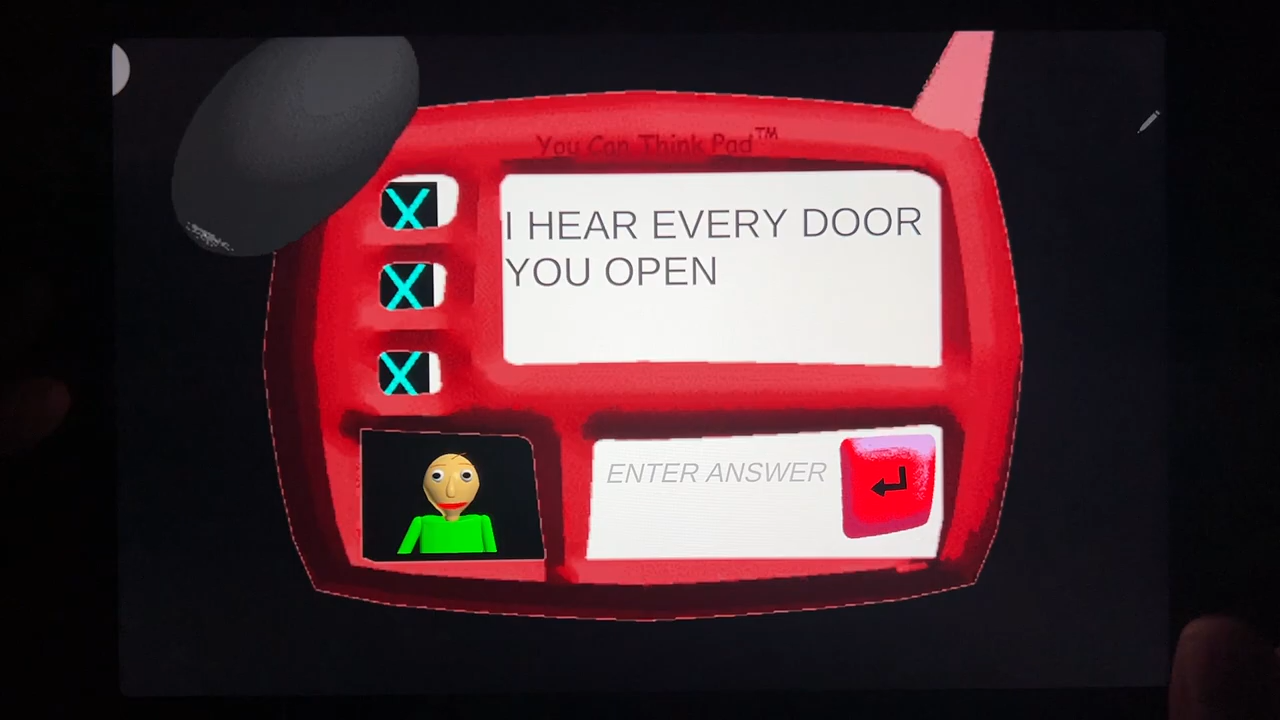 You Can Think Pad™
I HEAR EVERY DOOR
YOU OPEN
ENTER ANSWER